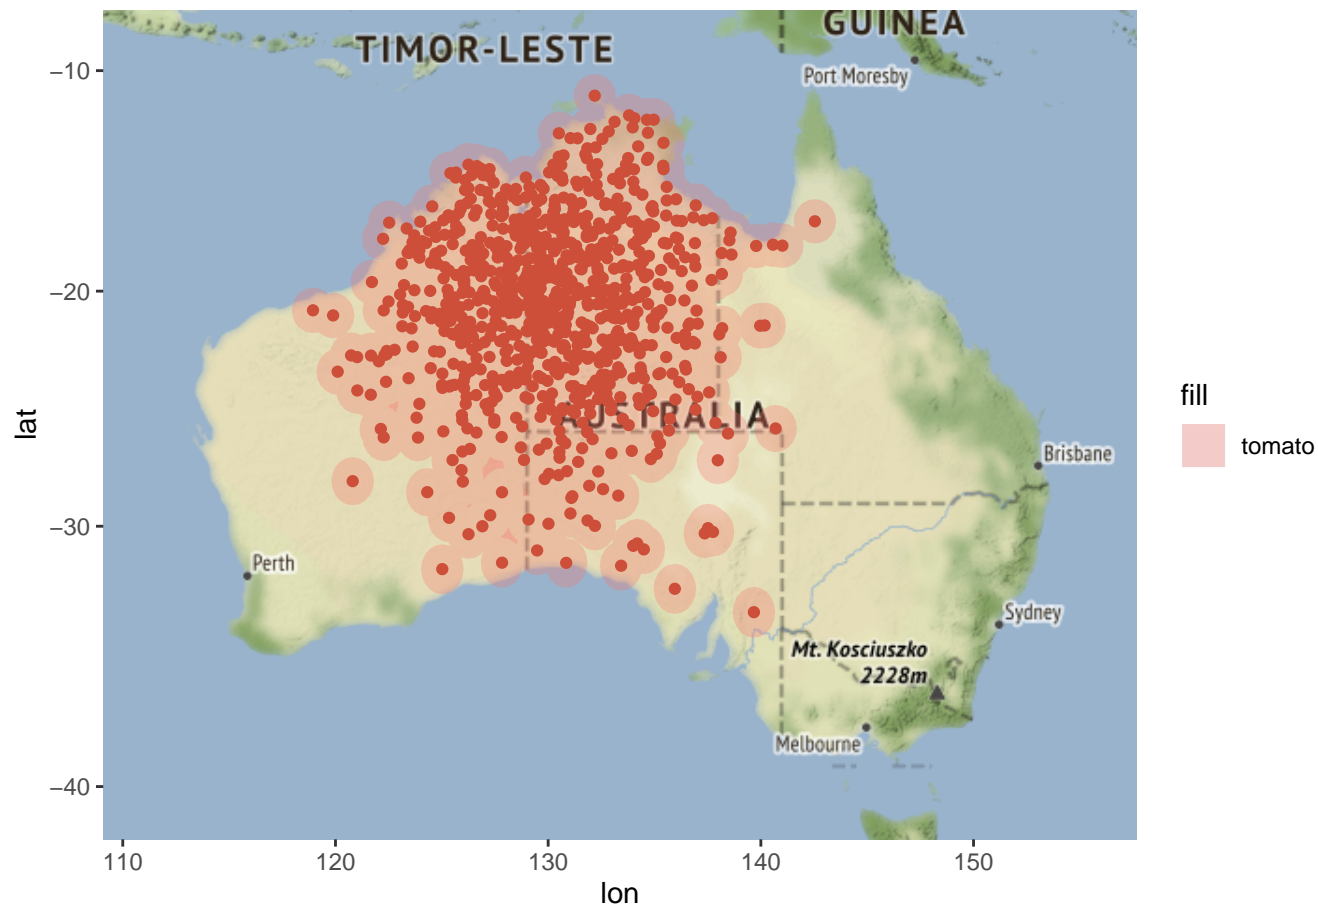 GUINEA
TIMOR-LESTE
Port Moresby
−10
−20
AUSTRALIA
Brisbane
−30
Perth
Sydney
Mt. Kosciuszko
2228m
Melbourne
−40
110
120
130
140
150
lon
lat
fill
tomato